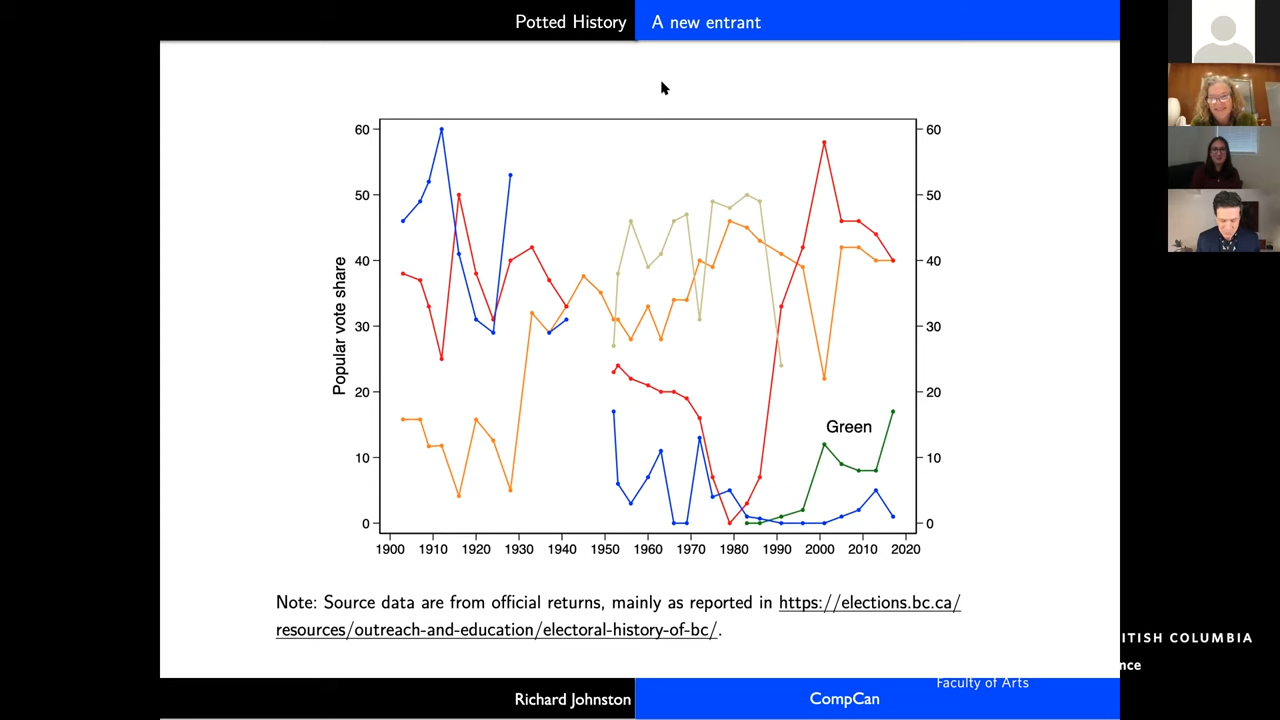 Potted History
A new entrant
Popular vote share
60
50
40
30
20
10
0
60
50
40
30
20
10
0
Green
1900 1910 1920 1930 1940 1950 1960 1970 1980 1990 2000 2010 2020
Note: Source data are from official returns, mainly as reported in https://elections.bc.ca/
resources/outreach-and-education/electoral-history-of-bc/.
ITISH COLUMBIA
nce
Faculty of Arts
Richard Johnston
CompCan